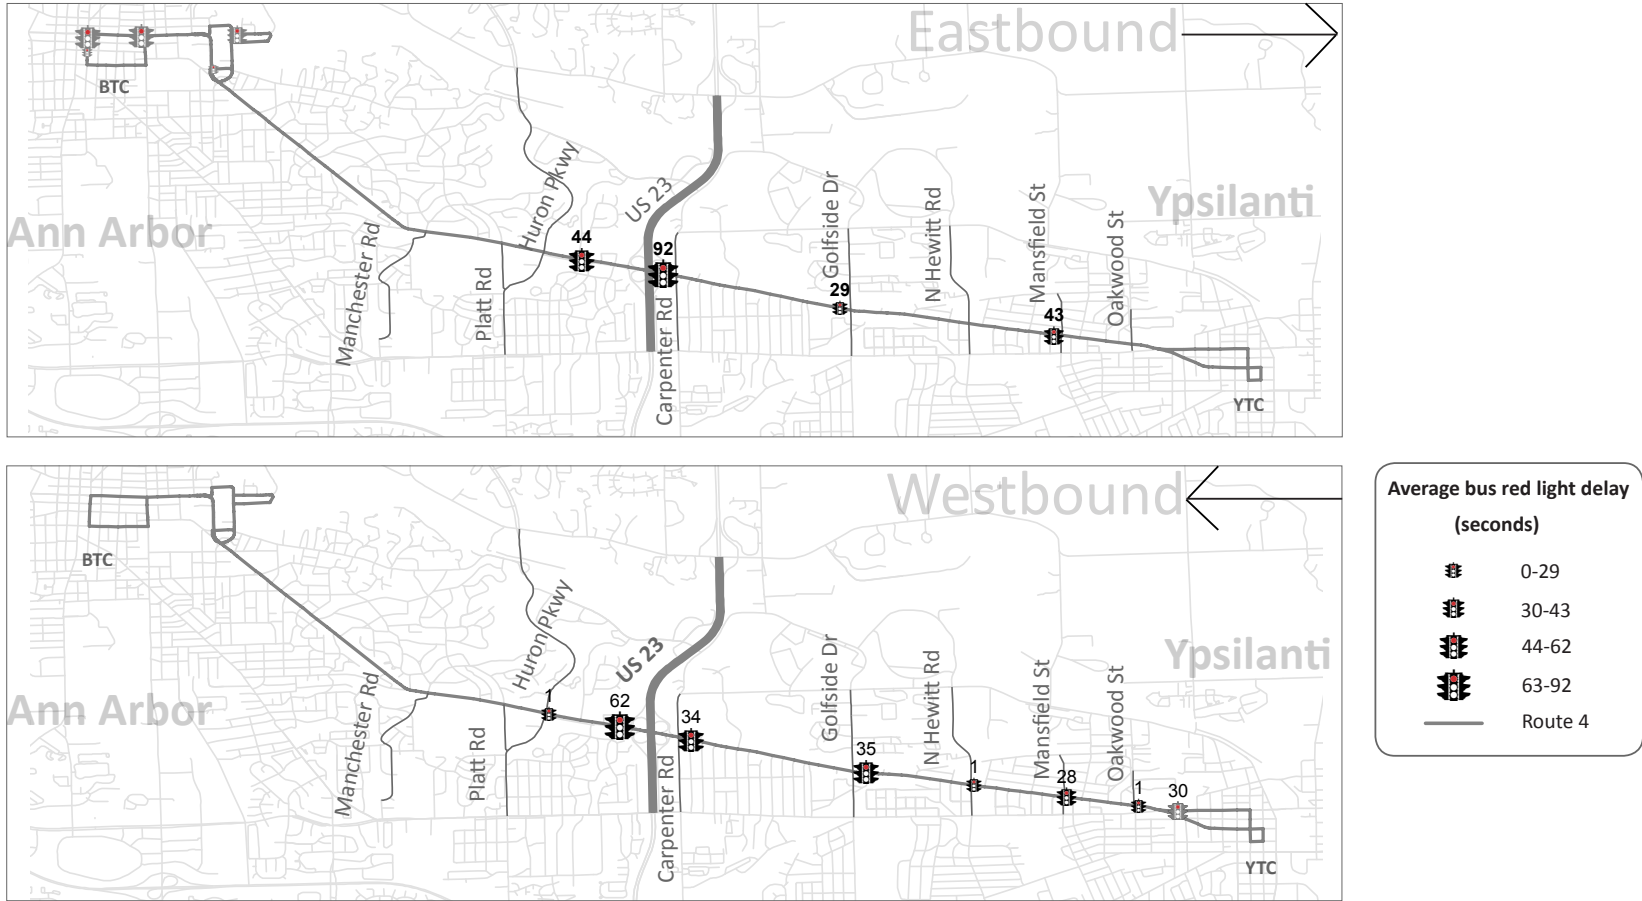 Eastbound
BTC
Huron Pkwy
US 23
Golfside Dr
N Hewitt Rd
Mansfield St
Ypsilanti
Ann Arbor
Manchester Rd
Platt Rd
44
92
Carpenter Rd
29
43
Oakwood St
YTC
Westbound
BTC
Huron Pkwy
US 23
Golfside Dr
N Hewitt Rd
Mansfield St
Oakwood St
Ypsilanti
Ann Arbor
Manchester Rd
Platt Rd
1
62
34
Carpenter Rd
35
1
28
1
30
YTC
Average bus red light delay
(seconds)
0-29
30-43
44-62
63-92
Route 4